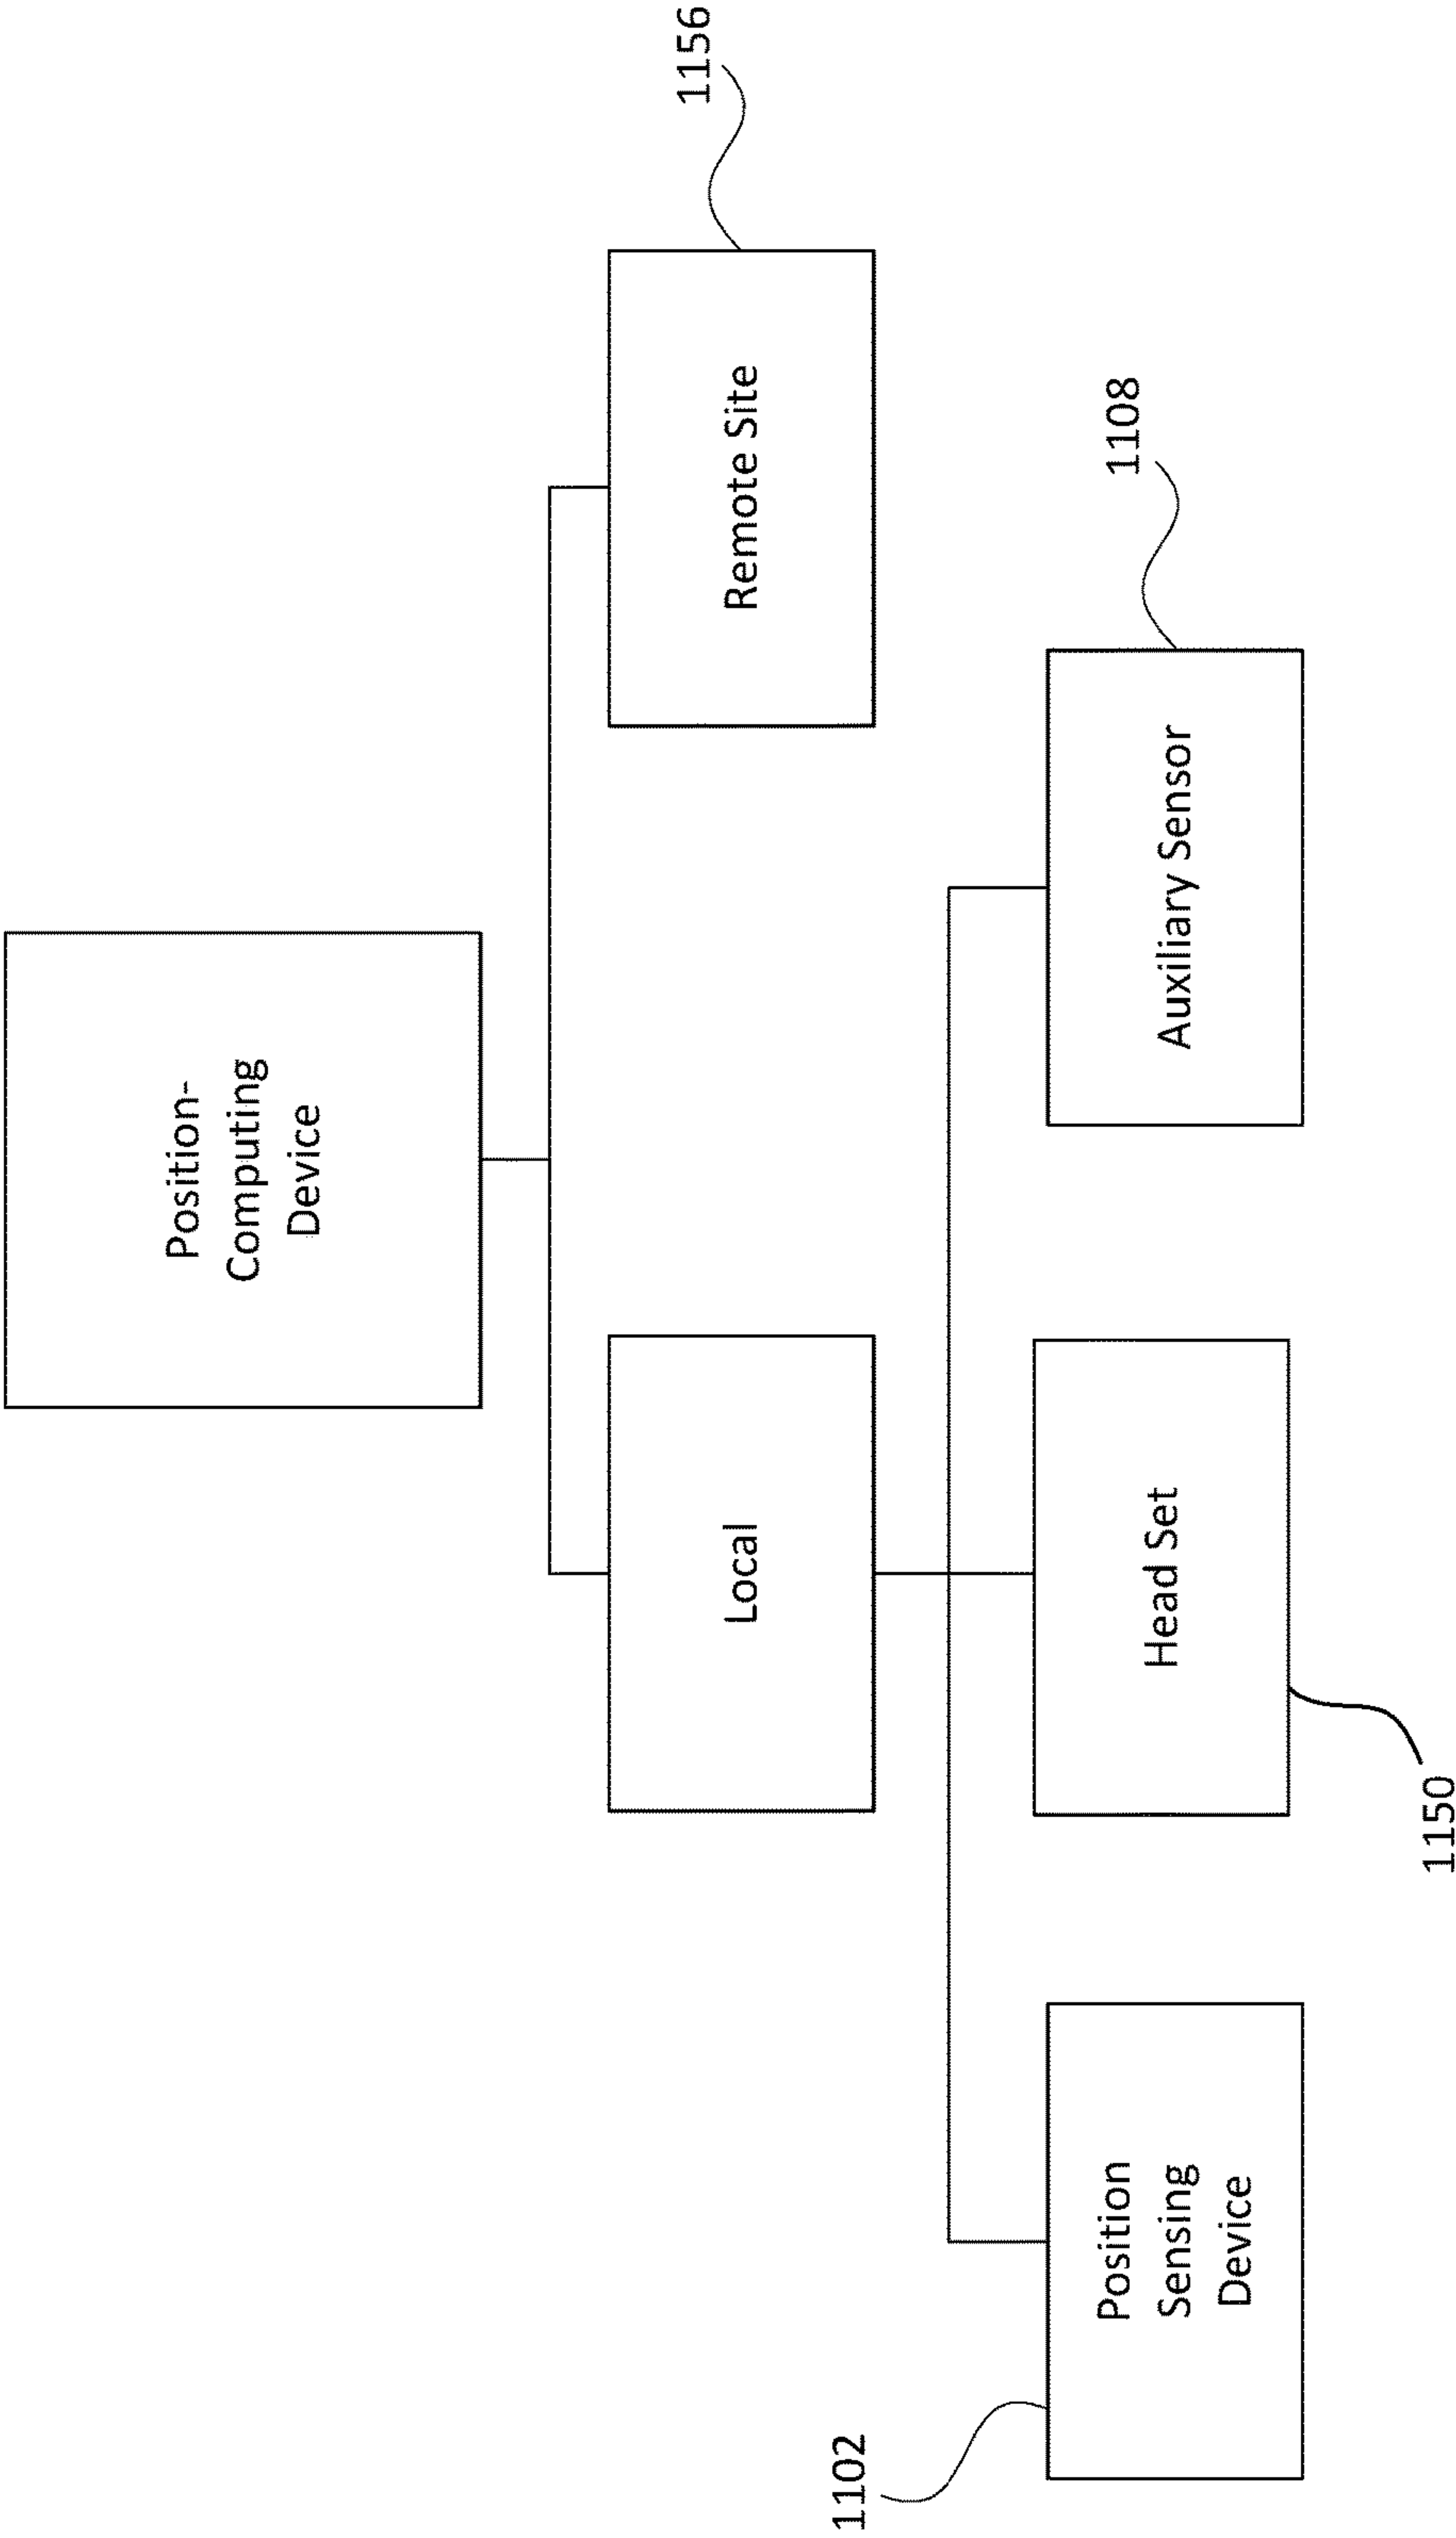 Position-
Computing
Device
Local
Remote Site
1156
Position
Sensing
Device
1102
Head Set
1150
Auxiliary Sensor
1108